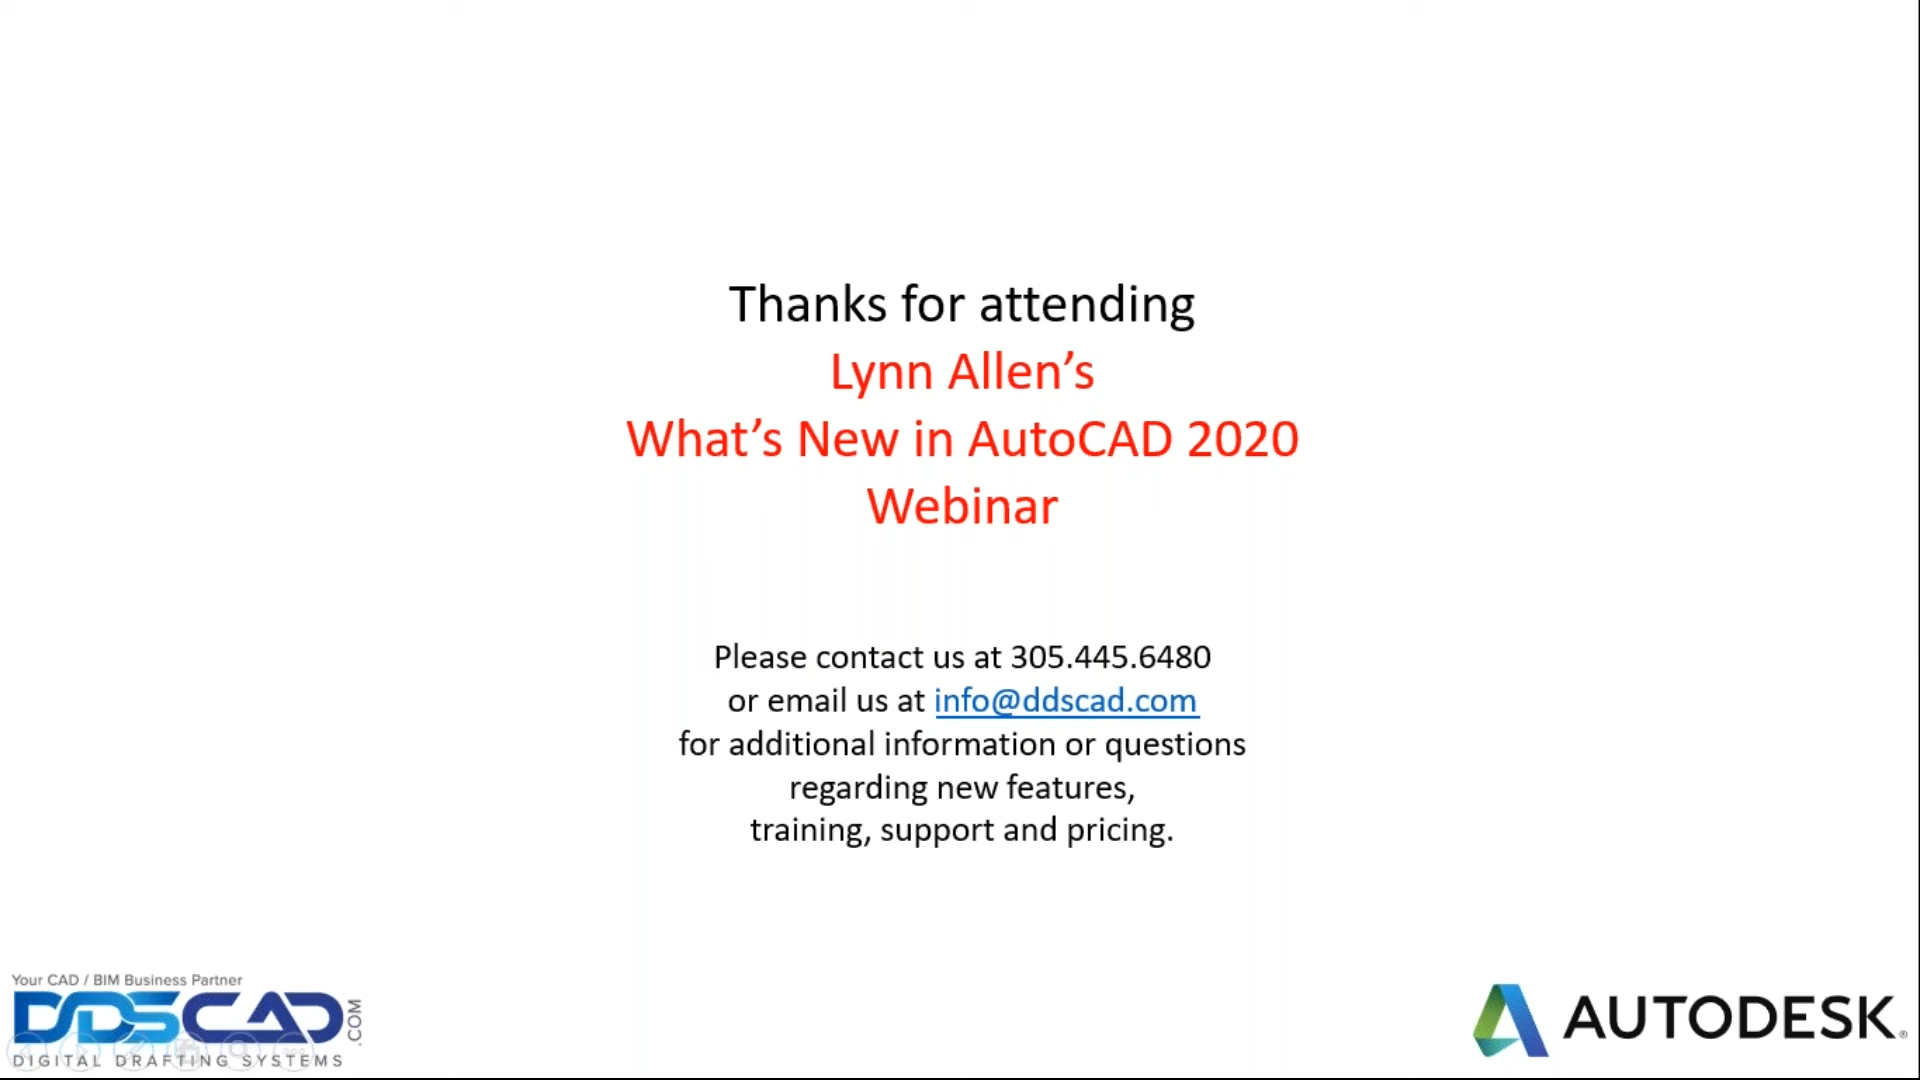 Thanks for attending
Lynn Allen’s
What’s New in AutoCAD 2020
Webinar
Please contact us at 305.445.6480
or email us at info@ddscad.com
for additional information or questions
regarding new features,
training, support and pricing.
Your CAD / BIM Business Partner
DDSCAD
.COM
DIGITAL DRAFTING SYSTEMS
AUTODESK®